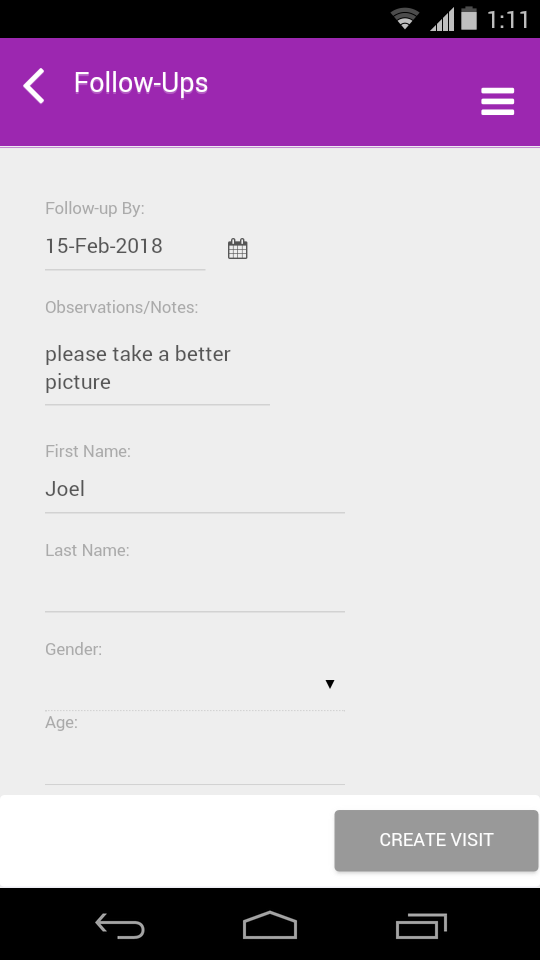 1:11
Follow-Ups
Follow-up By:
15-Feb-2018
Observations/Notes:
please take a better
picture
First Name:
Joel
Last Name:
Gender:
Age:
CREATE VISIT